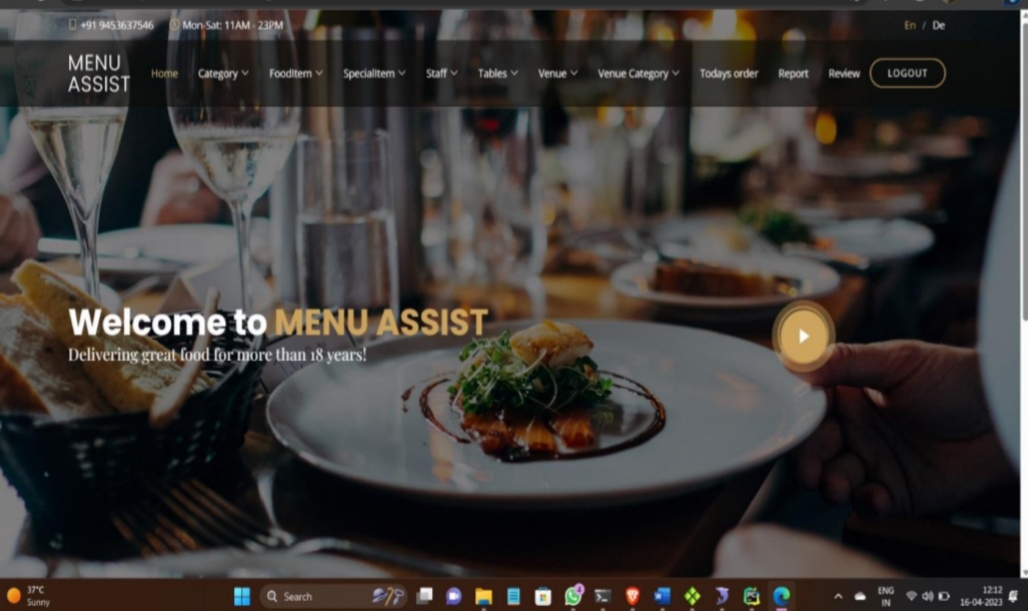 +91 9453637546 Mon-Sat: 11AM - 23PM En / De
MENU
ASSIST
Home Category FoodItem SpecialItem Staff Tables Venue Venue Category Todays order Report Review LOGOUT
Welcome to MENU ASSIST
Delivering great food for more than 18 years!
37°C
Sunny
Search
ENG
IN
12:12
16-04-2023